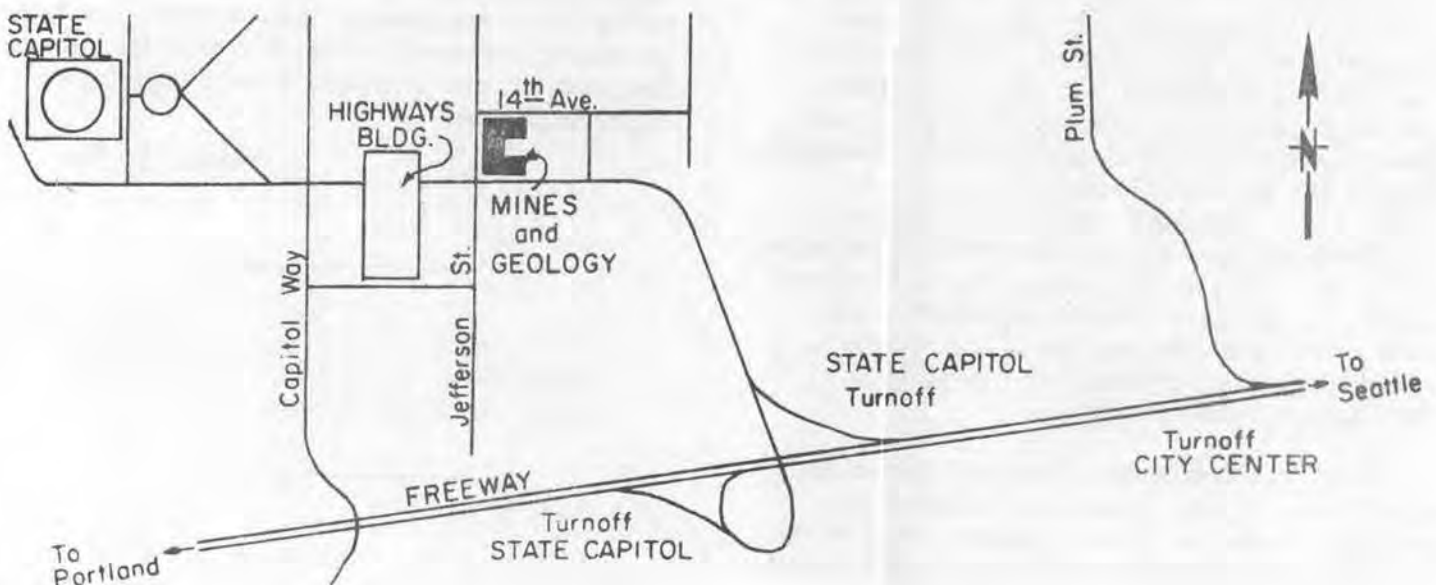 STATE
CAPITOL
HIGHWAYS
BLDG.
14th Ave.
MINES
and
GEOLOGY
Plum St.
N
Capitol Way
Jefferson St.
STATE CAPITOL
Turnoff
To
Seattle
Turnoff
CITY CENTER
FREEWAY
Turnoff
STATE CAPITOL
To
Portland